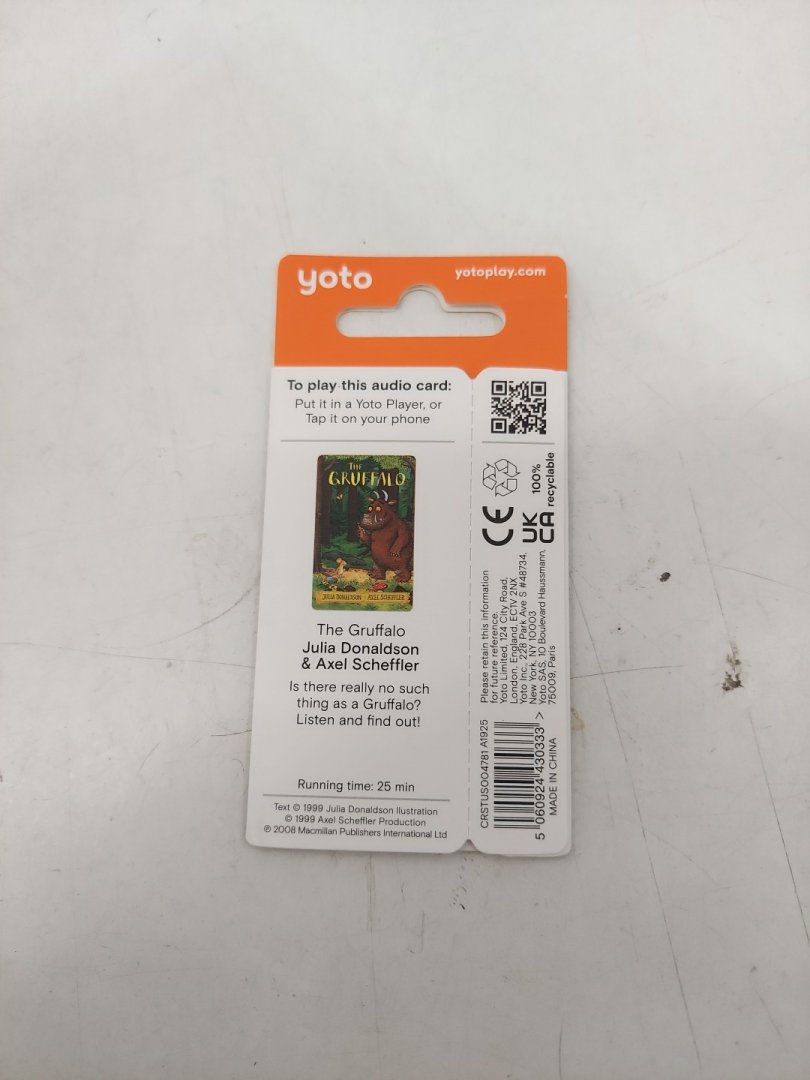 yoto
yotoplay.com
To play this audio card:
Put it in a Yoto Player, or
Tap it on your phone
THE
GRUFFALO
JULIA DONALDSON AXEL SCHEFFLER
The Gruffalo
Julia Donaldson
& Axel Scheffler
Is there really no such
thing as a Gruffalo?
Listen and find out!
Running time: 25 min
Text © 1999 Julia Donaldson Ilustration
© 1999 Axel Scheffler Production
℗ 2008 Macmillan Publishers International Ltd
100%
recyclable
CE
UK
CA
Please retain this information
for future reference.
Yoto Limited, 124 City Road,
London, England, EC1V 2NX
Yoto Inc., 228 Park Ave S #48734,
New York, NY 10003
Yoto SAS, 10 Boulevard Haussmann,
75009, Paris
CRSTUS004781 A1925
5 060924 430333 >
MADE IN CHINA